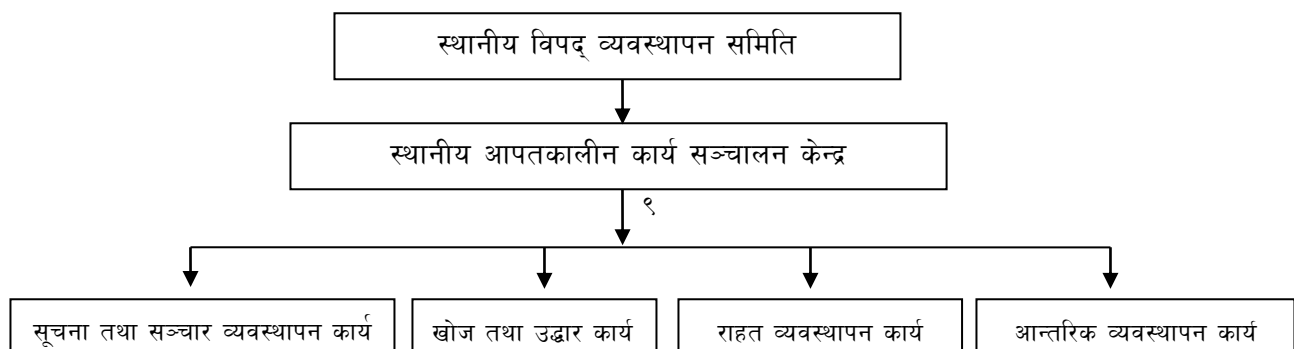 स्थानीय विपद् व्यवस्थापन समिति
स्थानीय आपतकालीन कार्य सञ्चालन केन्द्र
९
सूचना तथा सञ्चार व्यवस्थापन कार्य
खोज तथा उद्धार कार्य
राहत व्यवस्थापन कार्य
आन्तरिक व्यवस्थापन कार्य